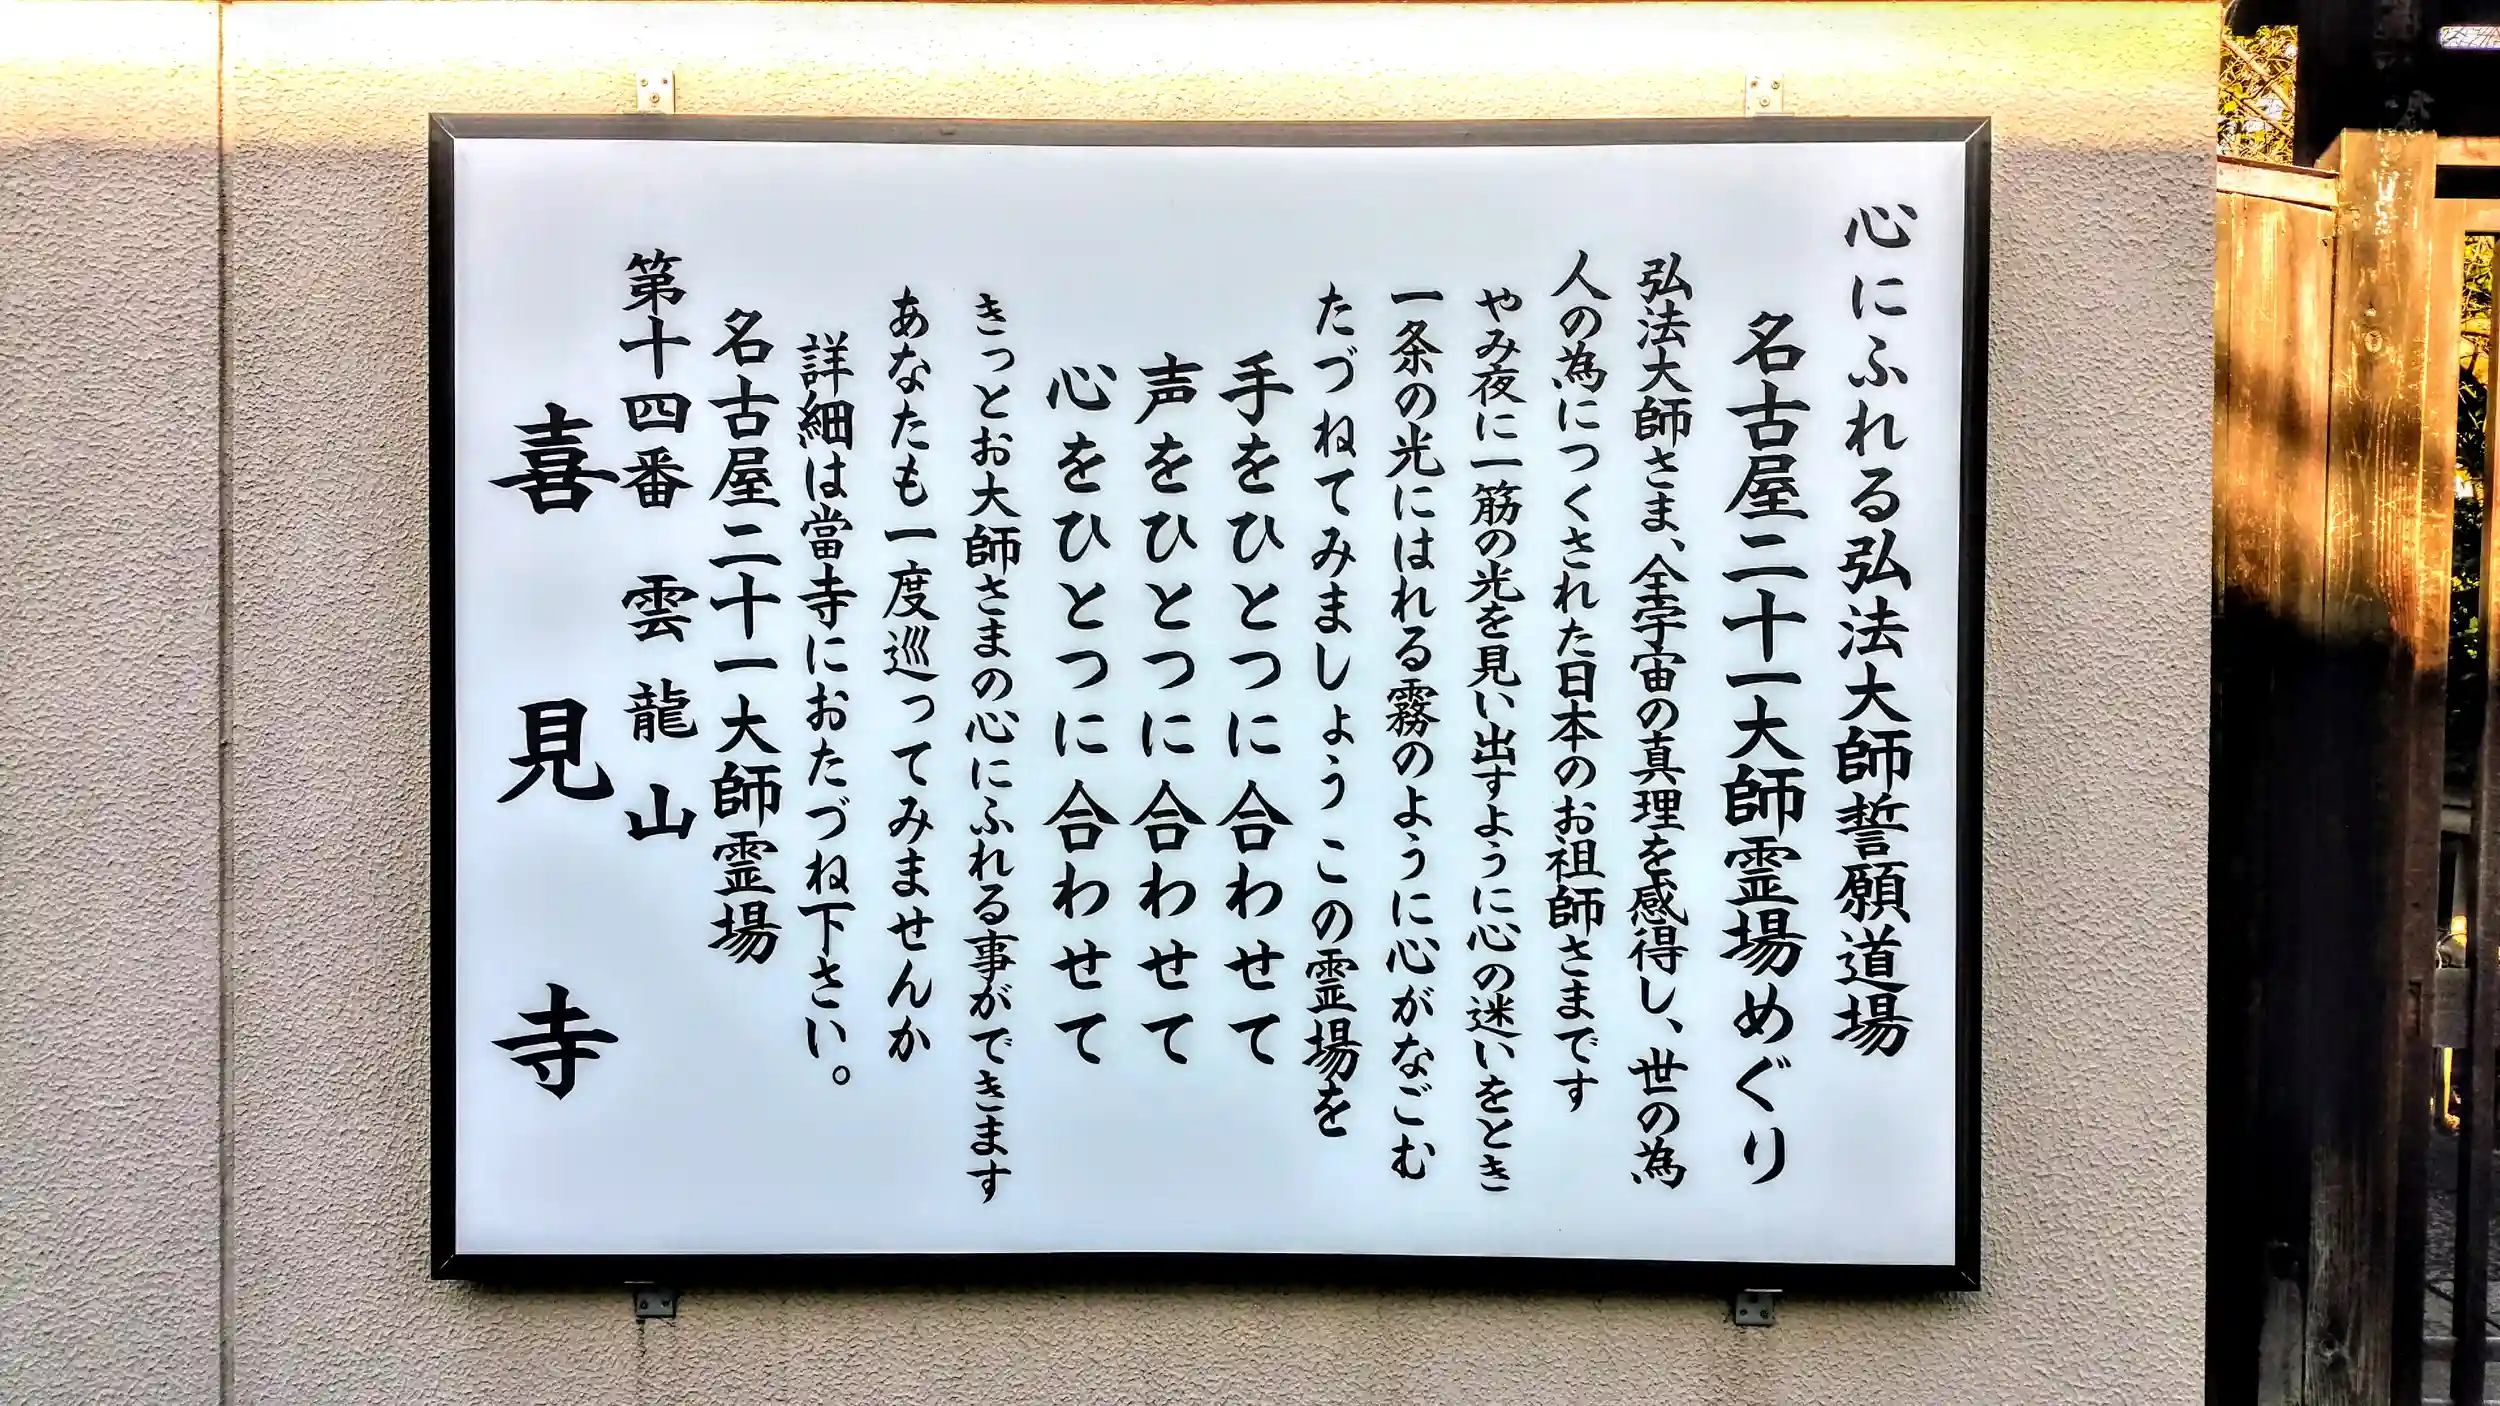 心にふれる弘法大師誓願道場
名古屋二十一大師霊場めぐり
弘法大師さま、全宇宙の真理を感得し、世の為
人の為につくされた日本のお祖師さまです
やみ夜に一筋の光を見い出すように心の迷いをとき
一条の光にはれる霧のように心がなごむ
たづねてみましょうこの霊場を
手をひとつに合わせて
声をひとつに合わせて
心をひとつに合わせて
きっとお大師さまの心にふれる事ができます
あなたも一度巡ってみませんか
詳細は當寺におたづね下さい。
名古屋二十一大師霊場
第十四番 雲龍山
喜見寺